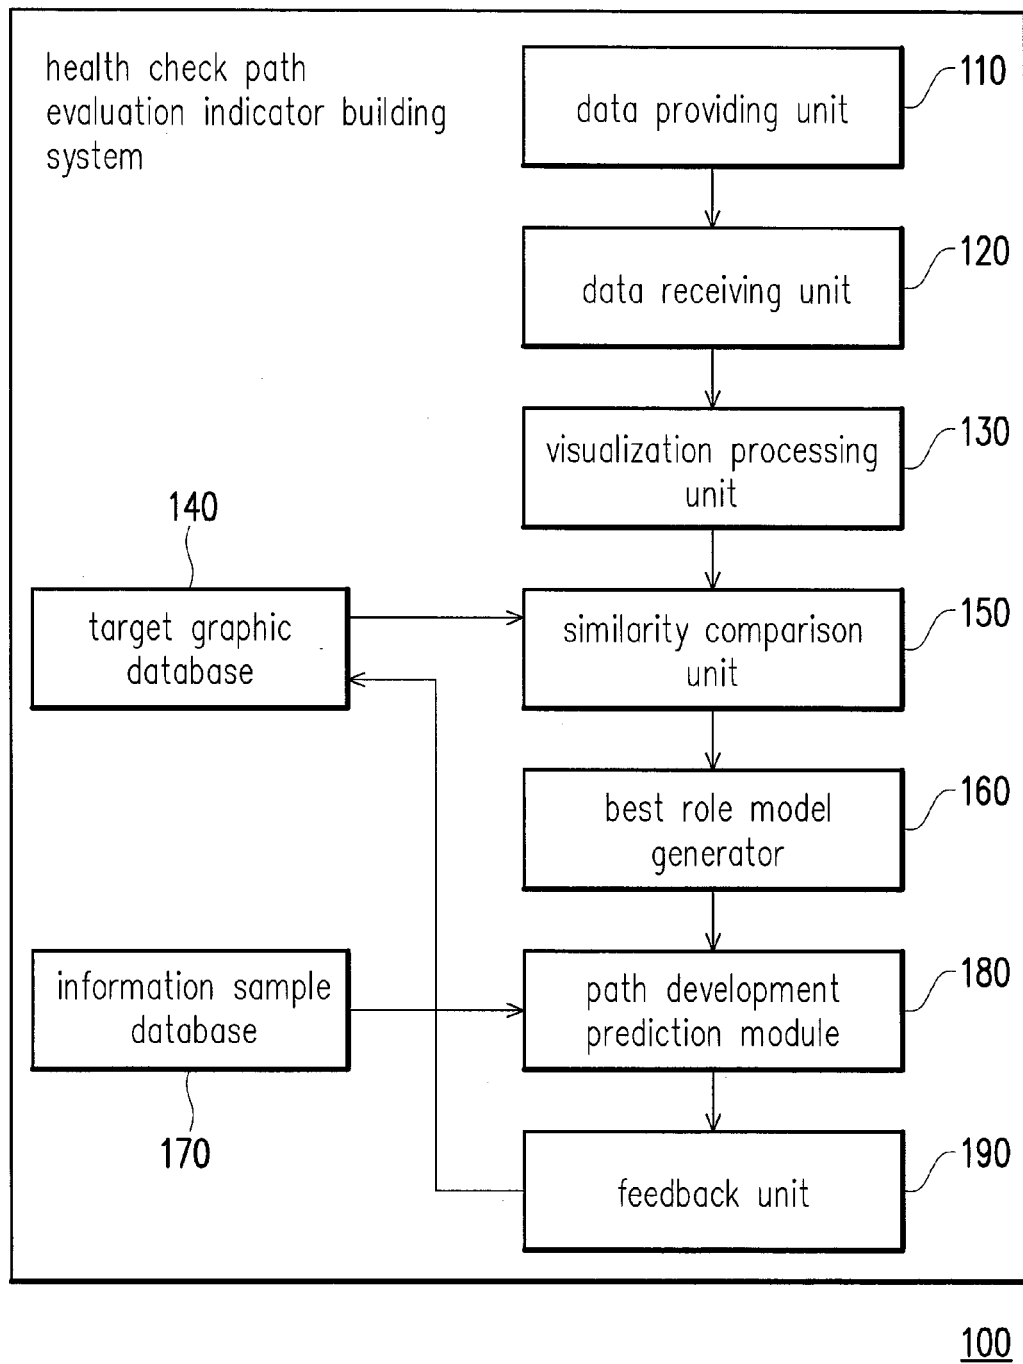 health check path
evaluation indicator building
system
data providing unit
110
data receiving unit
120
visualization processing
unit
130
140
target graphic
database
similarity comparison
unit
150
best role model
generator
160
information sample
database
170
path development
prediction module
180
feedback unit
190
100